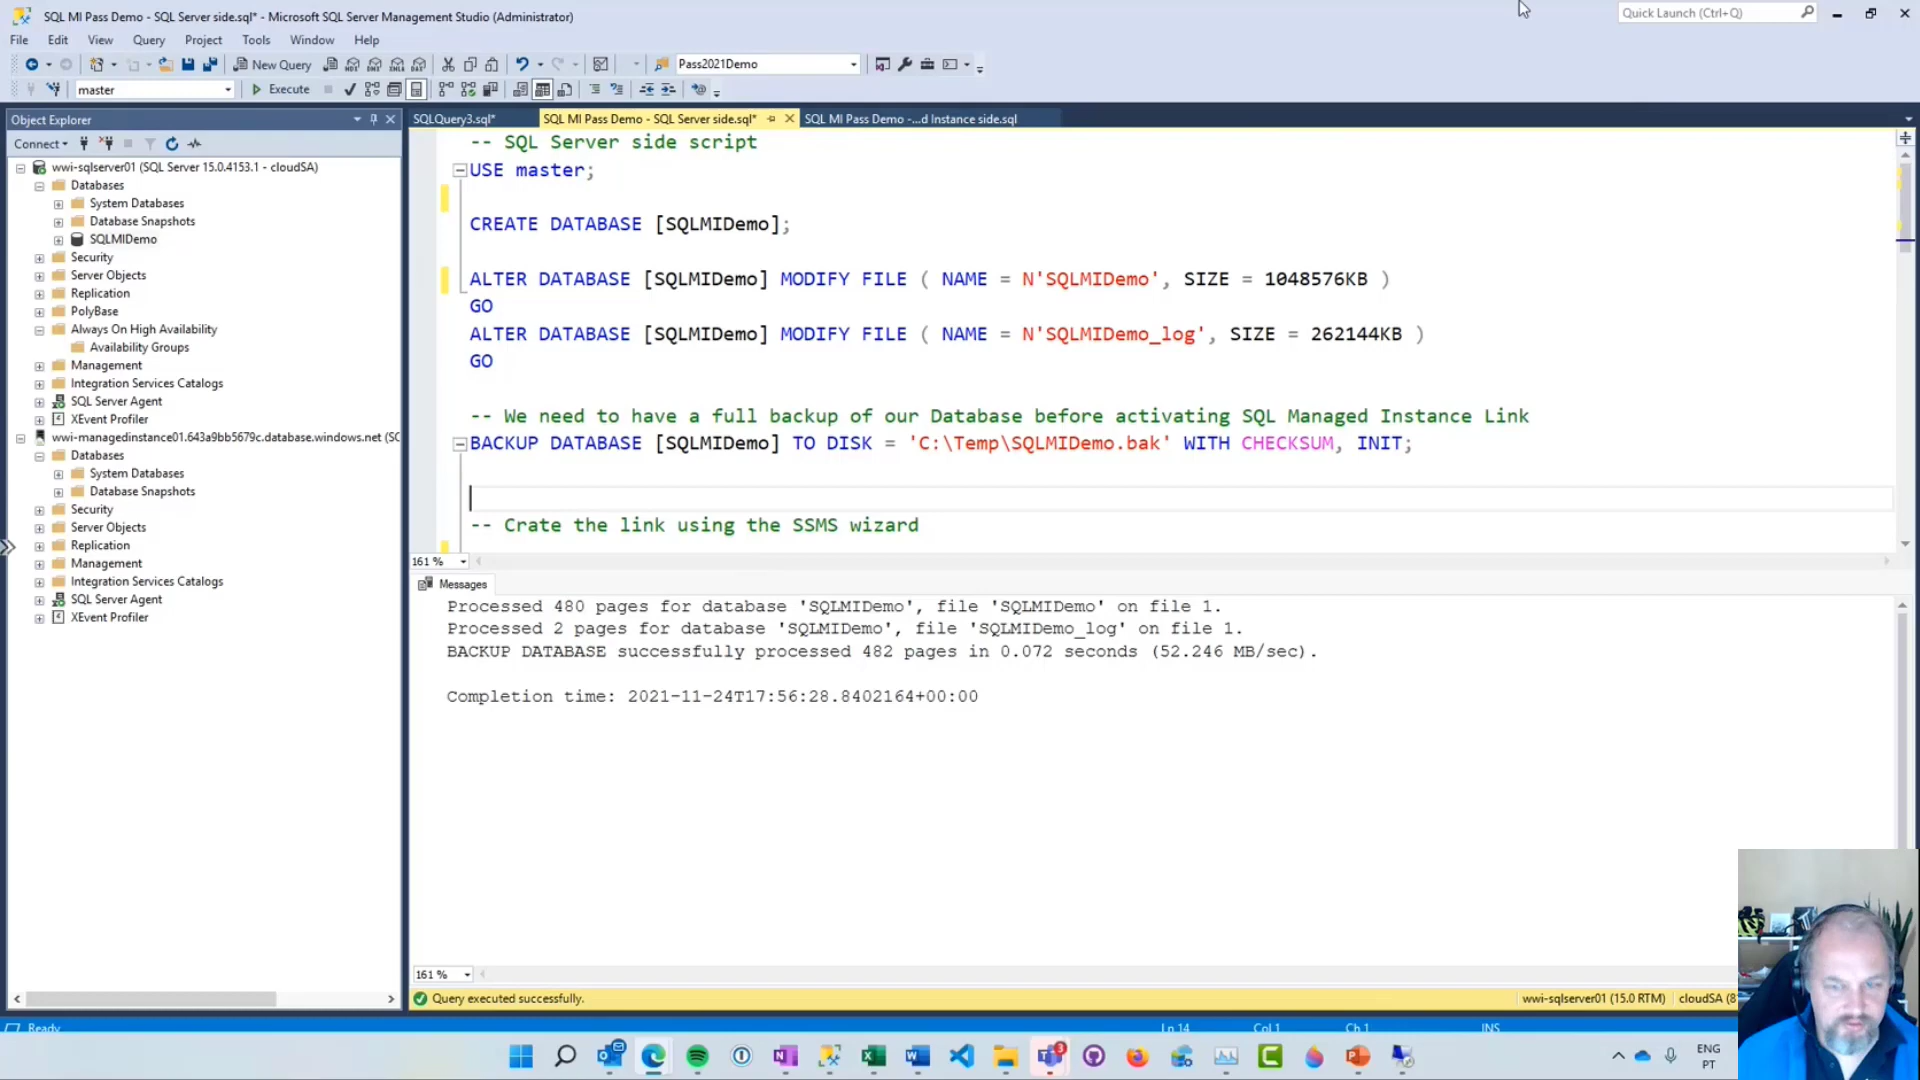 SQL MI Pass Demo - SQL Server side.sql* - Microsoft SQL Server Management Studio (Administrator)
Quick Launch (Ctrl+Q)
File Edit View Query Project Tools Window Help
New Query
Pass2021Demo
master
Execute
Object Explorer
Connect
wwi-sqlserver01 (SQL Server 15.0.4153.1 - cloudSA)
Databases
System Databases
Database Snapshots
SQLMIDemo
Security
Server Objects
Replication
PolyBase
Always On High Availability
Availability Groups
Management
Integration Services Catalogs
SQL Server Agent
XEvent Profiler
wwi-managedinstance01.643a9bb5679c.database.windows.net (SC
Databases
System Databases
Database Snapshots
Security
Server Objects
Replication
Management
Integration Services Catalogs
SQL Server Agent
XEvent Profiler
SQLQuery3.sql*
SQL MI Pass Demo - SQL Server side.sql*
SQL MI Pass Demo -...d Instance side.sql
-- SQL Server side script
USE master;
CREATE DATABASE [SQLMIDemo];
ALTER DATABASE [SQLMIDemo] MODIFY FILE ( NAME = N'SQLMIDemo', SIZE = 1048576KB )
GO
ALTER DATABASE [SQLMIDemo] MODIFY FILE ( NAME = N'SQLMIDemo_log', SIZE = 262144KB )
GO
-- We need to have a full backup of our Database before activating SQL Managed Instance Link
BACKUP DATABASE [SQLMIDemo] TO DISK = 'C:\Temp\SQLMIDemo.bak' WITH CHECKSUM, INIT;
-- Crate the link using the SSMS wizard
161 %
Messages
Processed 480 pages for database 'SQLMIDemo', file 'SQLMIDemo' on file 1.
Processed 2 pages for database 'SQLMIDemo', file 'SQLMIDemo_log' on file 1.
BACKUP DATABASE successfully processed 482 pages in 0.072 seconds (52.246 MB/sec).
Completion time: 2021-11-24T17:56:28.8402164+00:00
161 %
Query executed successfully.
wwi-sqlserver01 (15.0 RTM)
cloudSA (8
Ready
Ln 14
Col 1
Ch 1
INS
ENG
PT